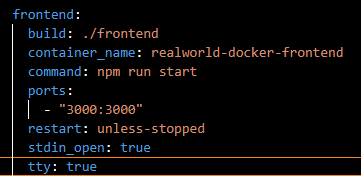 frontend:
build: ./frontend
container_name: realworld-docker-frontend
command: npm run start
ports:
- "3000:3000"
restart: unless-stopped
stdin_open: true
tty: true